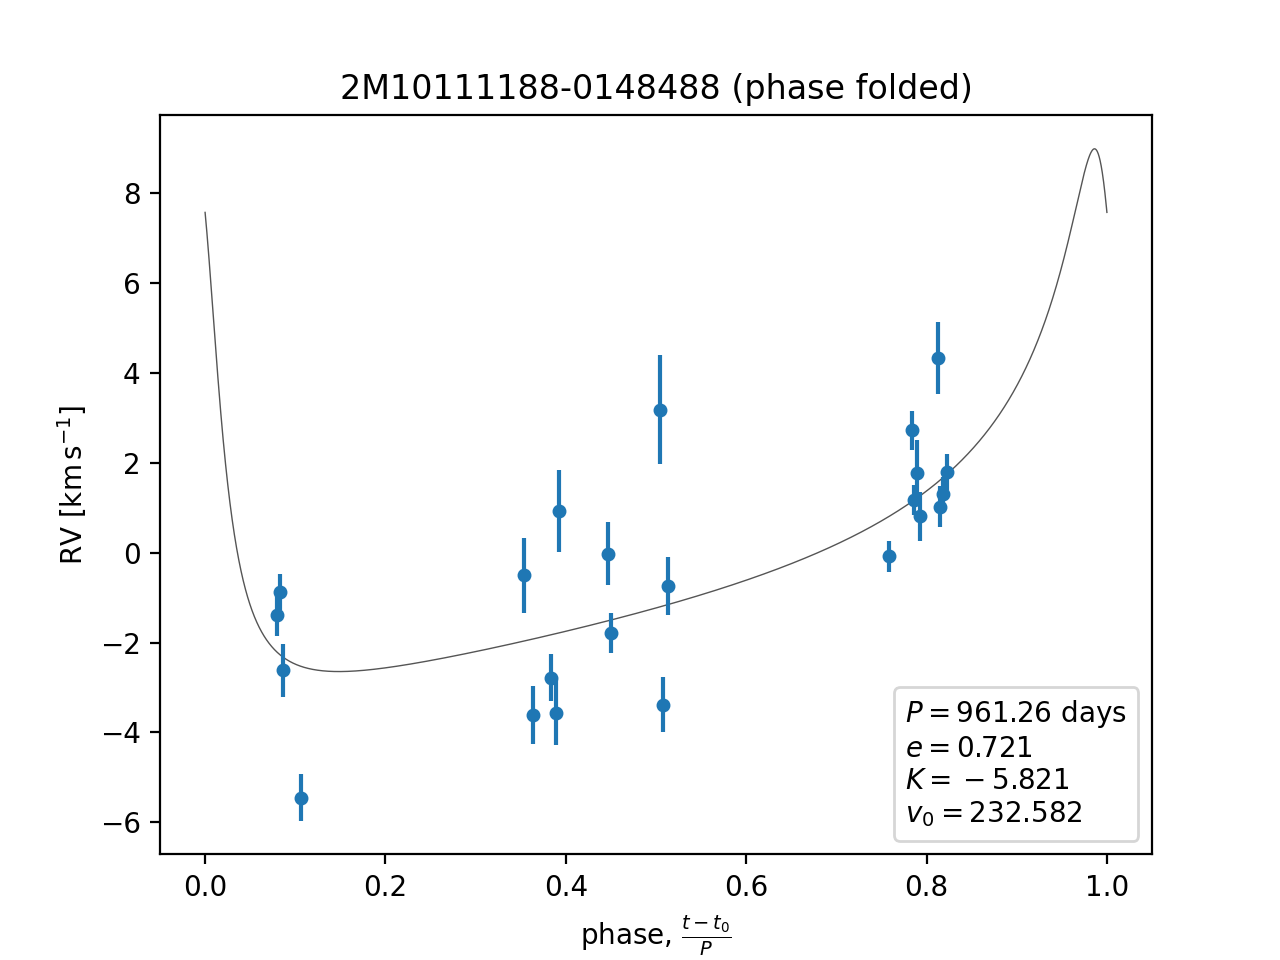 2M10111188-0148488 (phase folded)
RV [km s⁻¹]
8
6
4
2
0
−2
−4
−6
P = 961.26 days
e = 0.721
K = −5.821
v₀ = 232.582
0.0 0.2 0.4 0.6 0.8 1.0
phase, (t − t₀)/P